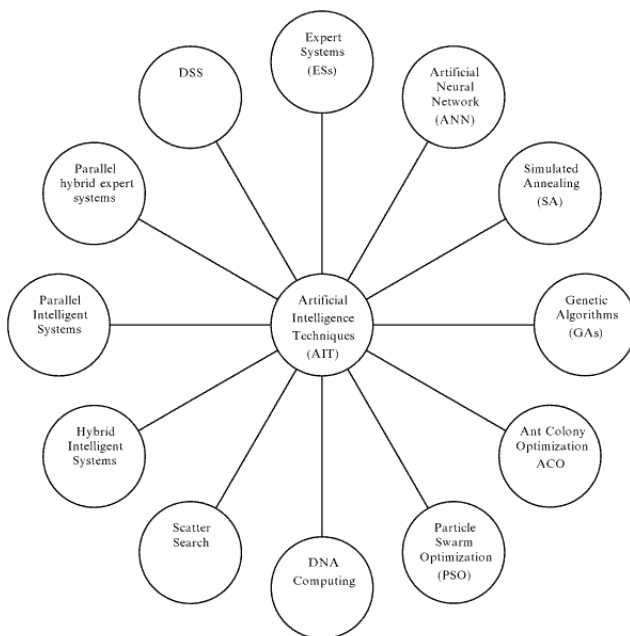 Expert
Systems
(ESs)
Artificial
Neural
Network
(ANN)
Simulated
Annealing
(SA)
Genetic
Algorithms
(GAs)
Ant Colony
Optimization
ACO
Particle
Swarm
Optimization
(PSO)
DNA
Computing
Scatter
Search
Hybrid
Intelligent
Systems
Parallel
Intelligent
Systems
Parallel
hybrid expert
systems
DSS
Artificial
Intelligence
Techniques
(AIT)